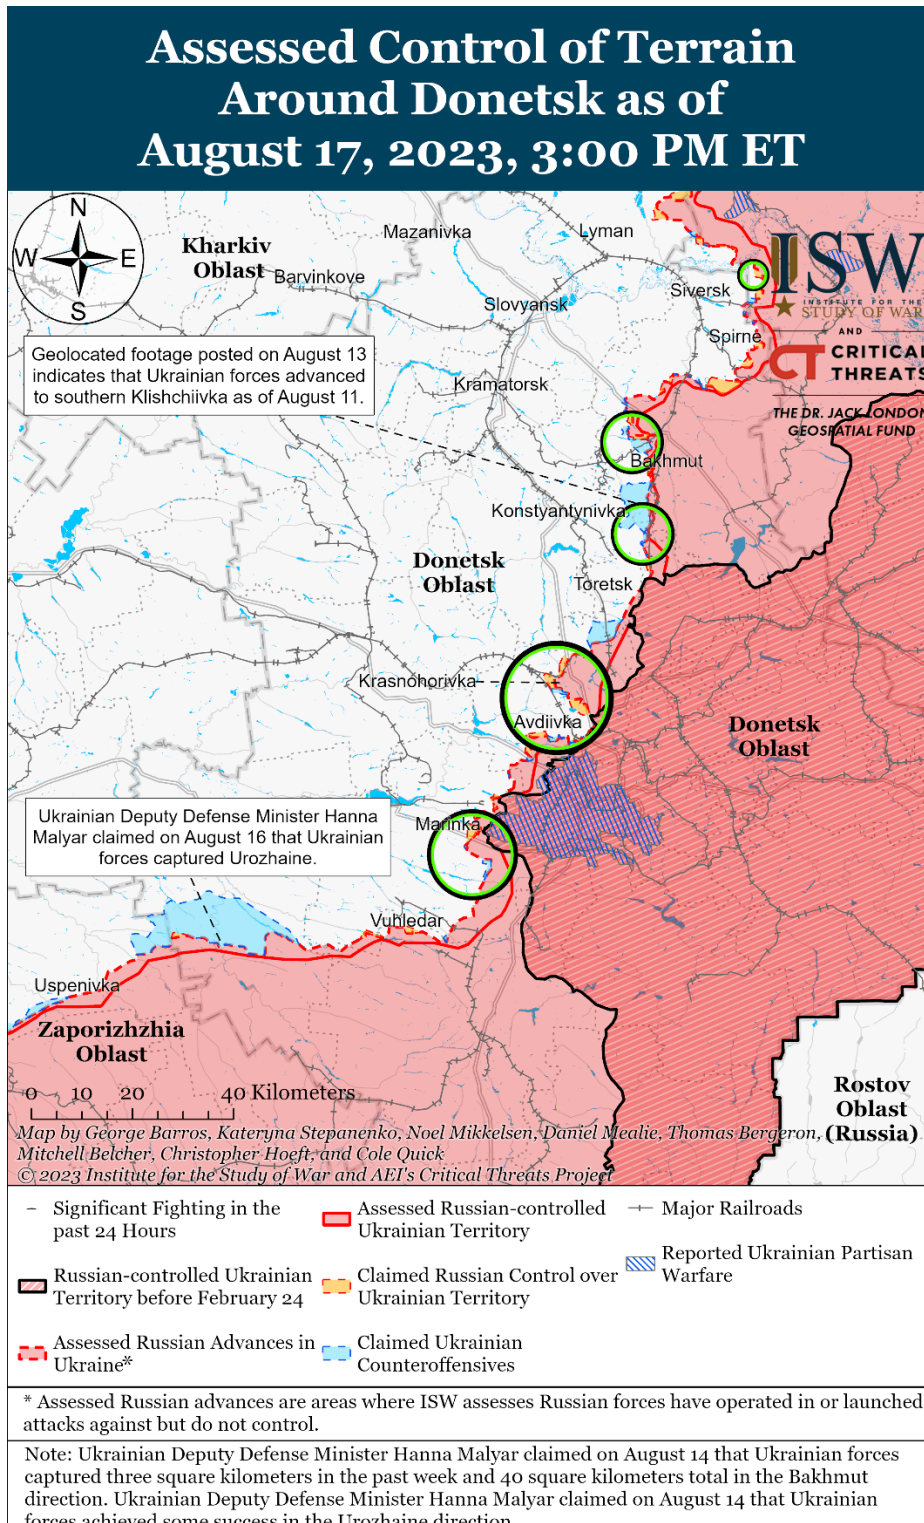 Assessed Control of Terrain
Around Donetsk as of
August 17, 2023, 3:00 PM ET
N
W E
S
Kharkiv
Oblast
Mazanivka
Lyman
Barvinkove
Slovyansk
Siversk
ISW
INSTITUTE FOR THE
STUDY OF WAR
AND
CT CRITICAL
THREATS
THE DR. JACK LONDON
GEOSPATIAL FUND
Spirne
Geolocated footage posted on August 13
indicates that Ukrainian forces advanced
to southern Klishchiivka as of August 11.
Kramatorsk
Bakhmut
Konstyantynivka
Donetsk
Oblast
Toretsk
Krasnohorivka
Avdiivka
Donetsk
Oblast
Ukrainian Deputy Defense Minister Hanna
Malyar claimed on August 16 that Ukrainian
forces captured Urozhaine.
Marinka
Vuhledar
Uspenivka
Zaporizhzhia
Oblast
Rostov
Oblast
(Russia)
0 10 20 40 Kilometers
Map by George Barros, Kateryna Stepanenko, Noel Mikkelsen, Daniel Mealie, Thomas Bergeron,
Mitchell Belcher, Christopher Hoeft, and Cole Quick
© 2023 Institute for the Study of War and AEI's Critical Threats Project
Significant Fighting in the
past 24 Hours
Assessed Russian-controlled
Ukrainian Territory
Major Railroads
Russian-controlled Ukrainian
Territory before February 24
Claimed Russian Control over
Ukrainian Territory
Reported Ukrainian Partisan
Warfare
Assessed Russian Advances in
Ukraine*
Claimed Ukrainian
Counteroffensives
* Assessed Russian advances are areas where ISW assesses Russian forces have operated in or launched
attacks against but do not control.
Note: Ukrainian Deputy Defense Minister Hanna Malyar claimed on August 14 that Ukrainian forces
captured three square kilometers in the past week and 40 square kilometers total in the Bakhmut
direction. Ukrainian Deputy Defense Minister Hanna Malyar claimed on August 14 that Ukrainian
forces achieved some success in the Urozhaine direction